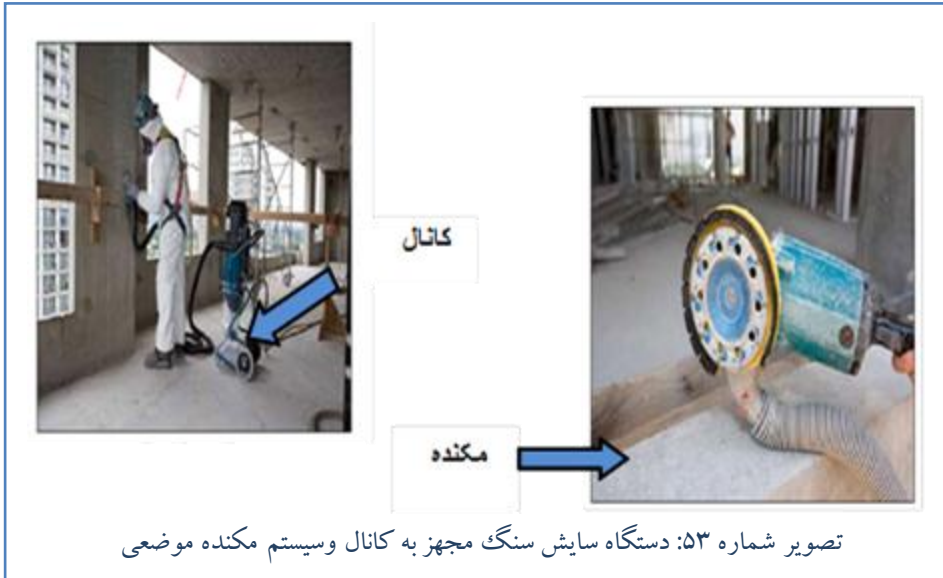 کانال
مکنده
تصویر شماره ۵۳: دستگاه سایش سنگ مجهز به کانال وسیستم مکنده موضعی